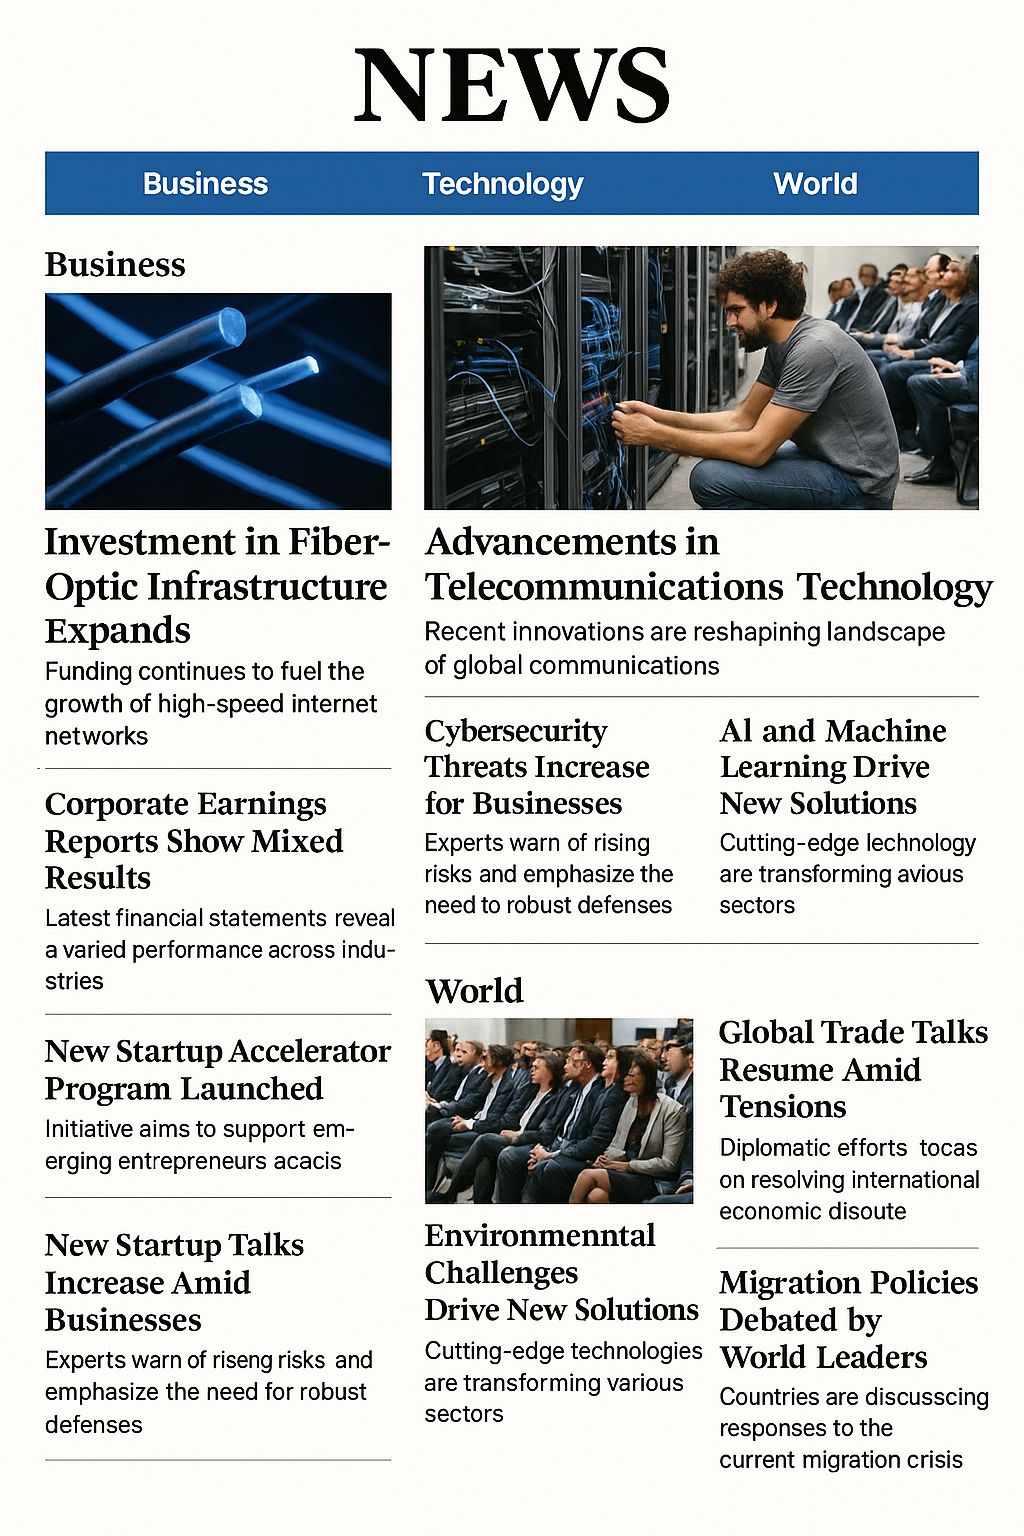 NEWS
Business
Technology
World
Business
Investment in Fiber-
Optic Infrastructure
Expands
Funding continues to fuel the
growth of high-speed internet
networks
Corporate Earnings
Reports Show Mixed
Results
Latest financial statements reveal
a varied performance across indu-
stries
New Startup Accelerator
Program Launched
Initiative aims to support em-
erging entrepreneurs acacis
New Startup Talks
Increase Amid
Businesses
Experts warn of riseng risks and
emphasize the need for robust
defenses
Advancements in
Telecommunications Technology
Recent innovations are reshapinhg landscape
of global communications
Cybersecurity
Threats Increase
for Businesses
Experts warn of rising
risks and emphasize the
need to robust defenses
AI and Machine
Learning Drive
New Solutions
Cutting-edge lechnology
are transforming avious
sectors
World
Environmenntal
Challenges
Drive New Solutions
Cutting-edge technologies
are transforming various
sectors
Global Trade Talks
Resume Amid
Tensions
Diplomatic efforts tocas
on resolving international
economic disoute
Migration Policies
Debated by
World Leaders
Countries are discusscing
responses to the
current migration crisis